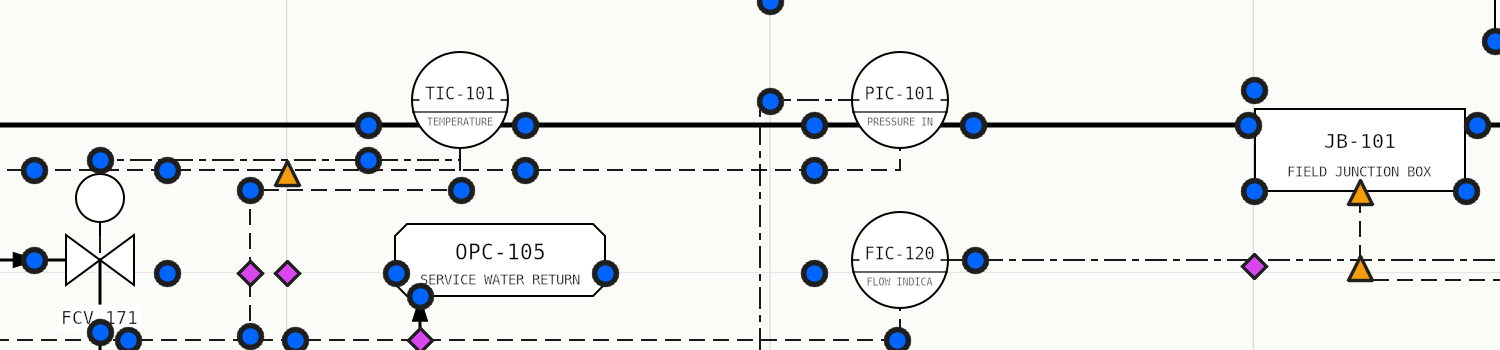 TIC-101
TEMPERATURE
PIC-101
PRESSURE IN
JB-101
FIELD JUNCTION BOX
OPC-105
SERVICE WATER RETURN
FIC-120
FLOW INDICA
FCV-171